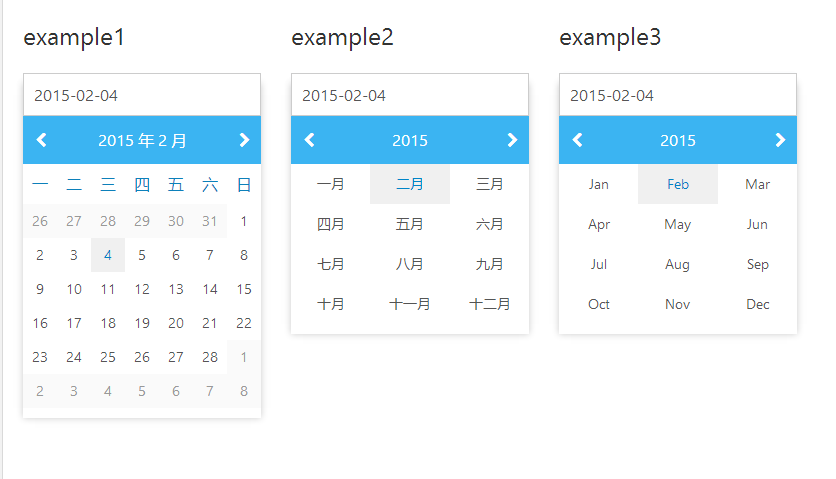 example1
2015-02-04
2015 年 2 月
一 二 三 四 五 六 日
26 27 28 29 30 31 1
2 3 4 5 6 7 8
9 10 11 12 13 14 15
16 17 18 19 20 21 22
23 24 25 26 27 28 1
2 3 4 5 6 7 8
example2
2015-02-04
2015
一月 二月 三月
四月 五月 六月
七月 八月 九月
十月 十一月 十二月
example3
2015-02-04
2015
Jan Feb Mar
Apr May Jun
Jul Aug Sep
Oct Nov Dec